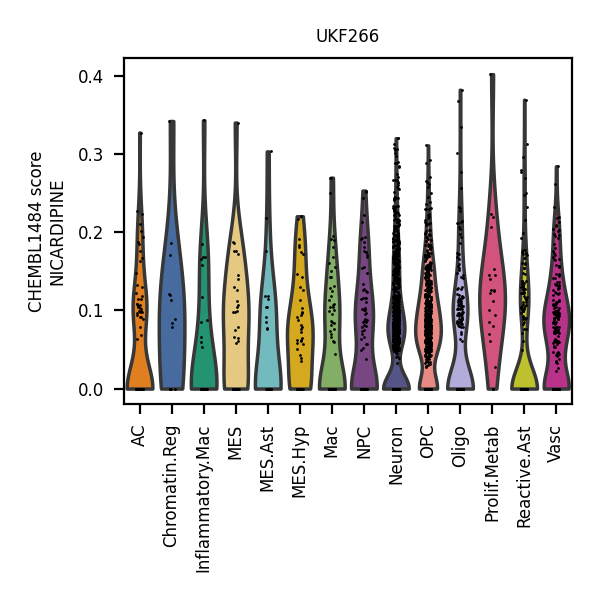 UKF266
CHEMBL1484 score
NICARDIPINE
0.4
0.3
0.2
0.1
0.0
AC
Chromatin.Reg
Inflammatory.Mac
MES
MES.Ast
MES.Hyp
Mac
NPC
Neuron
OPC
Oligo
Prolif.Metab
Reactive.Ast
Vasc